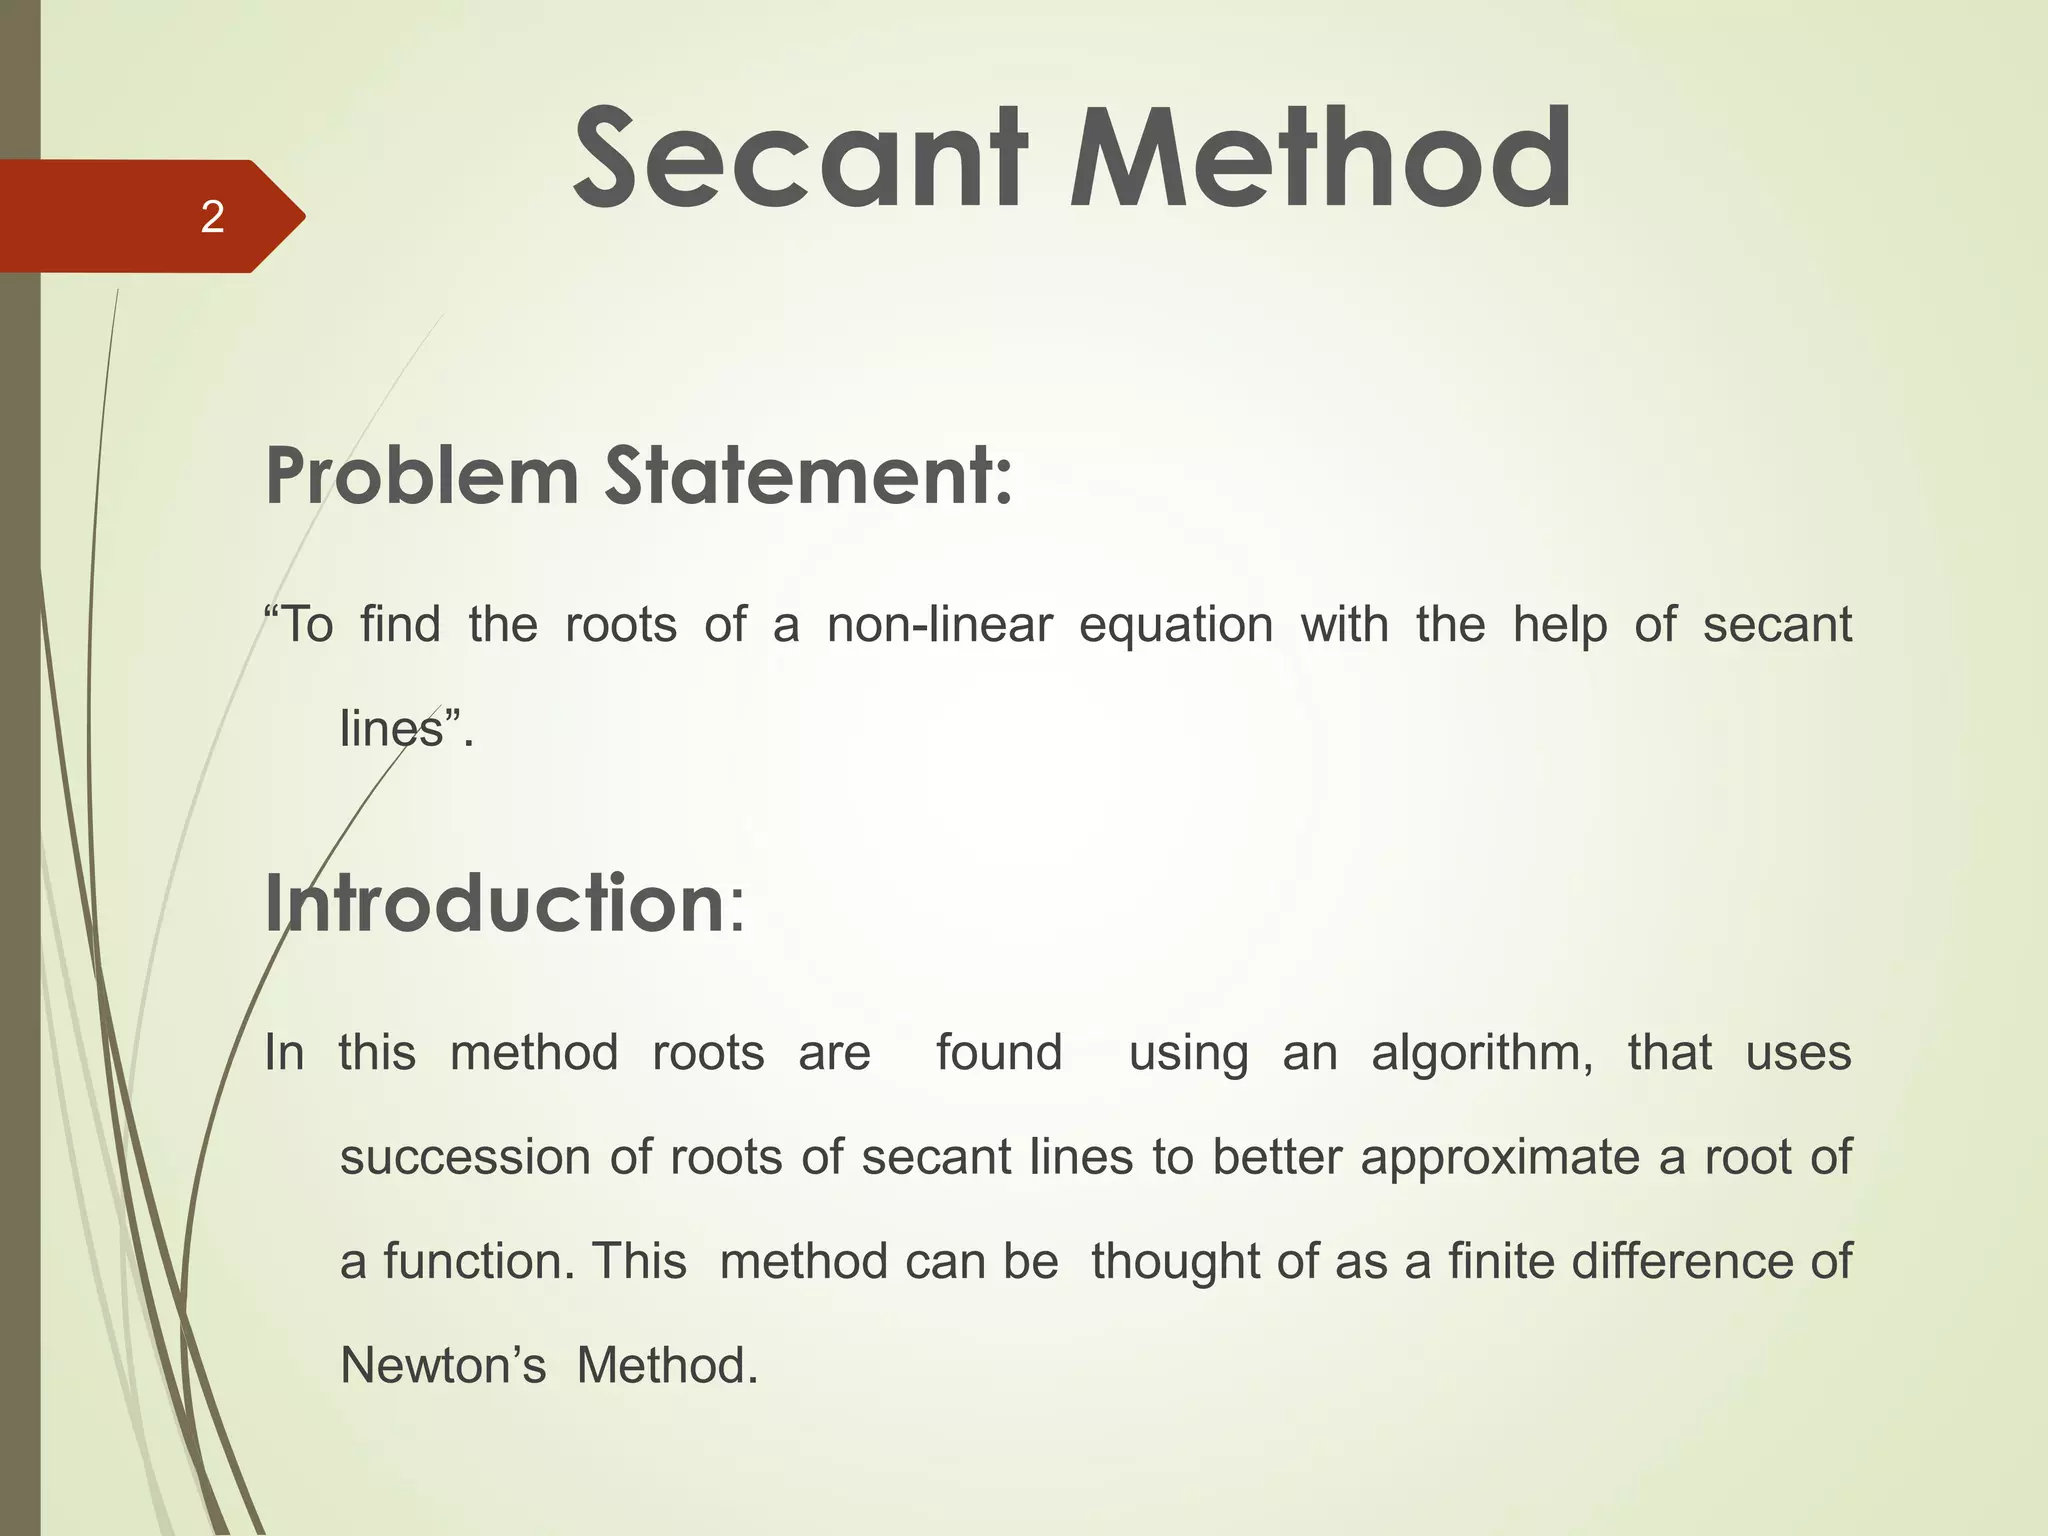 Secant Method
2
Problem Statement:
“To find the roots of a non-linear equation with the help of secant
lines”.
Introduction:
In this method roots are found using an algorithm, that uses
succession of roots of secant lines to better approximate a root of
a function. This method can be thought of as a finite difference of
Newton’s Method.